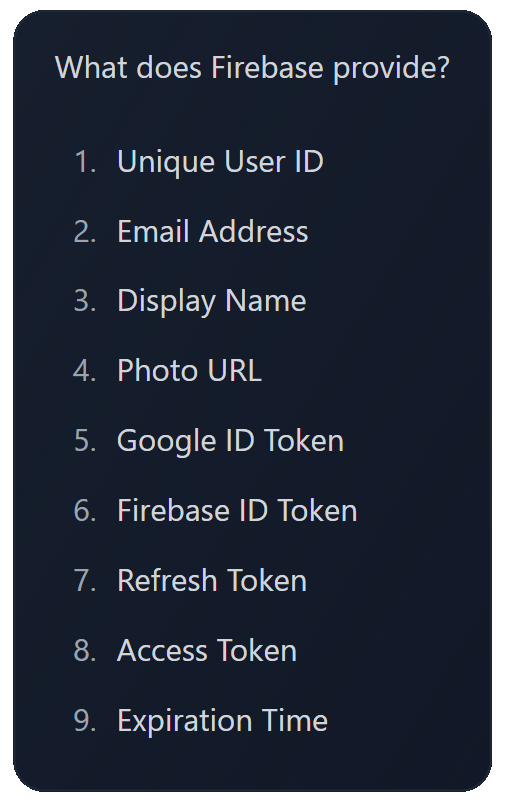 What does Firebase provide?
1. Unique User ID
2. Email Address
3. Display Name
4. Photo URL
5. Google ID Token
6. Firebase ID Token
7. Refresh Token
8. Access Token
9. Expiration Time